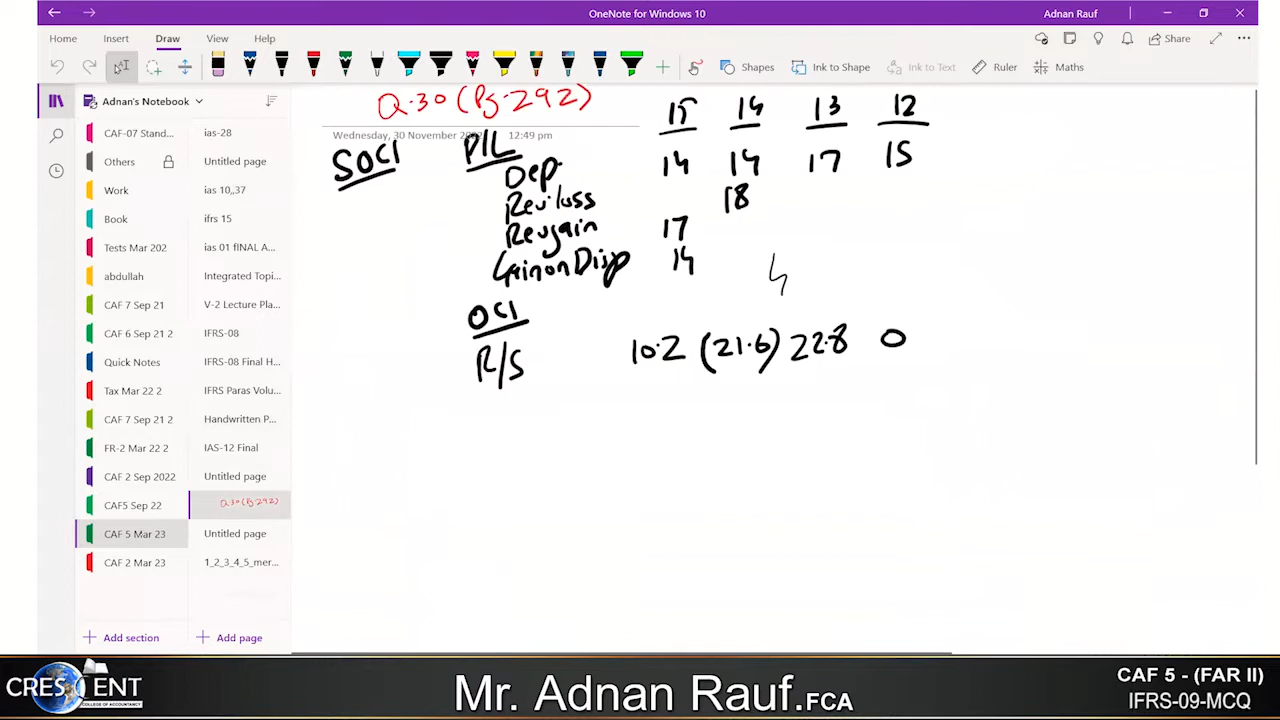 OneNote for Windows 10
Adnan Rauf
Home Insert Draw View Help
Share
Shapes
Ink to Shape
Ink to Text
Ruler
Maths
Adnan's Notebook
CAF-07 Stand...
Others
Work
Book
Tests Mar 202
abdullah
CAF 7 Sep 21
CAF 6 Sep 21 2
Quick Notes
Tax Mar 22 2
CAF 7 Sep 21 2
FR-2 Mar 22 2
CAF 2 Sep 2022
CAF5 Sep 22
CAF 5 Mar 23
CAF 2 Mar 23
Add section
ias-28
Untitled page
ias 10,,37
ifrs 15
ias 01 fINAL A...
Integrated Topi...
V-2 Lecture Pla...
IFRS-08
IFRS-08 Final H...
IFRS Paras Volu...
Handwritten P...
IAS-12 Final
Untitled page
Q.30 (Pg.292)
Untitled page
1_2_3_4_5_mer...
Add page
Q.30 (Pg.292)
Wednesday, 30 November 12:49 pm
15 14 13 12
SOCI P/L
Dep 14 14 17 15
Rev.loss 18
Rev gain 17
Gain on Disp 14
OCI
R/S 10.2 (21.6) 22.8 0
CRESCENT
COLLEGE OF ACCOUNTANCY
Mr. Adnan Rauf.FCA
CAF 5 - (FAR II)
IFRS-09-MCQ